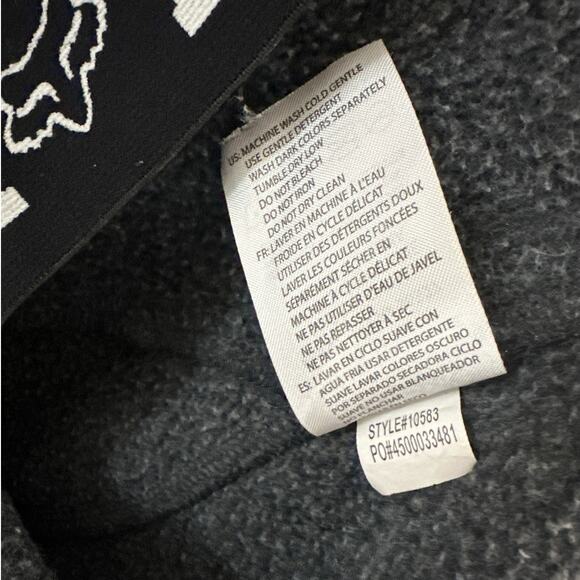 US: MACHINE WASH COLD GENTLE
USE GENTLE DETERGENT
WASH DARK COLORS SEPARATELY
TUMBLE DRY LOW
DO NOT BLEACH
DO NOT IRON
DO NOT DRY CLEAN
FR: LAVER EN MACHINE À L'EAU
FROIDE EN CYCLE DÉLICAT
UTILISER DES DÉTERGENTS DOUX
LAVER LES COULEURS FONCÉES
SÉPARÉMENT SÉCHER EN
MACHINE À CYCLE DÉLICAT
NE PAS UTILISER D'EAU DE JAVEL
NE PAS REPASSER
NE PAS NETTOYER À SEC
ES: LAVAR EN CICLO SUAVE CON
AGUA FRIA USAR DETERGENTE
SUAVE LAVAR COLORES OSCURO
POR SEPARADO SECADORA CICLO
SUAVE NO USAR BLANQUEADOR
NO PLANCHAR
STYLE#10583
PO#4500033481